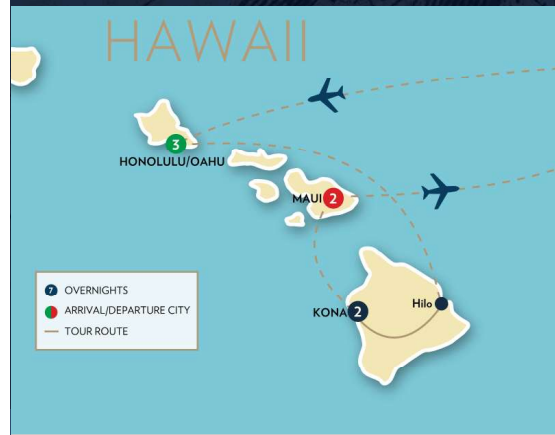 HAWAII
3
HONOLULU/OAHU
MAUI 2
KONA 2
Hilo
7 OVERNIGHTS
ARRIVAL/DEPARTURE CITY
TOUR ROUTE